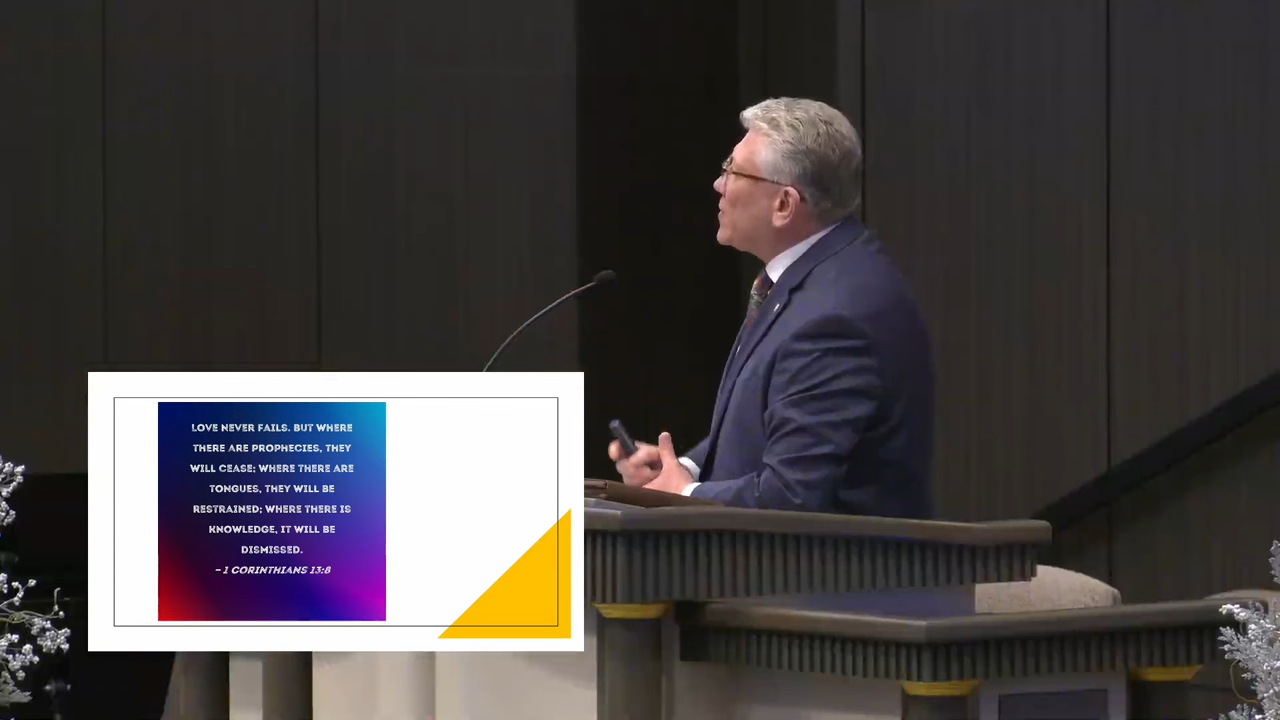 LOVE NEVER FAILS. BUT WHERE
THERE ARE PROPHECIES, THEY
WILL CEASE; WHERE THERE ARE
TONGUES, THEY WILL BE
RESTRAINED; WHERE THERE IS
KNOWLEDGE, IT WILL BE
DISMISSED.
– 1 CORINTHIANS 13:8